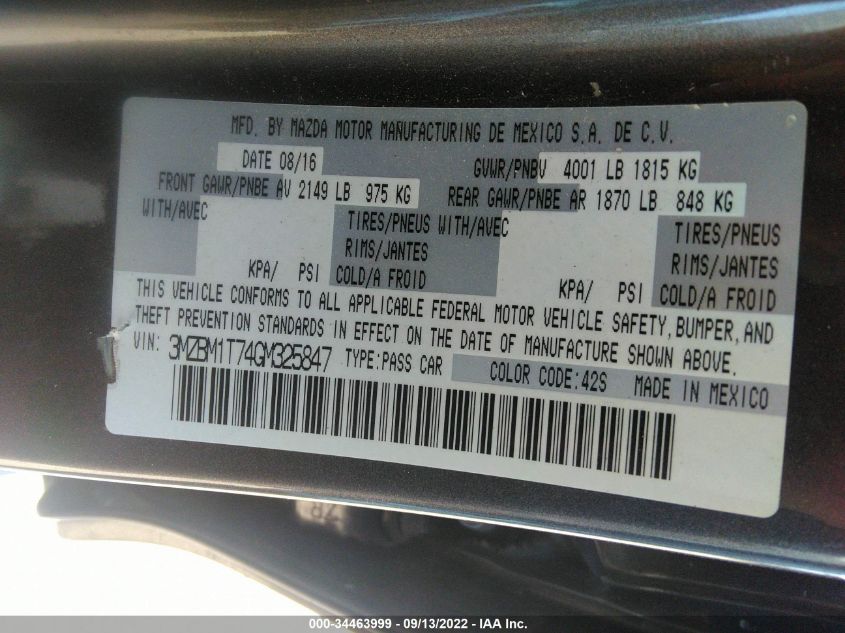 MFD. BY MAZDA MOTOR MANUFACTURING DE MEXICO S.A. DE C.V.
DATE 08/16 GVWR/PNBV 4001 LB 1815 KG
FRONT GAWR/PNBE AV 2149 LB 975 KG REAR GAWR/PNBE AR 1870 LB 848 KG
WITH/AVEC TIRES/PNEUS WITH/AVEC TIRES/PNEUS
RIMS/JANTES RIMS/JANTES
KPA/ PSI COLD/A FROID KPA/ PSI COLD/A FROID
THIS VEHICLE CONFORMS TO ALL APPLICABLE FEDERAL MOTOR VEHICLE SAFETY, BUMPER, AND
THEFT PREVENTION STANDARDS IN EFFECT ON THE DATE OF MANUFACTURE SHOWN ABOVE.
VIN: 3MZBM1T74GM325847 TYPE:PASS CAR COLOR CODE:42S MADE IN MEXICO
000-34463999 - 09/13/2022 - IAA Inc.